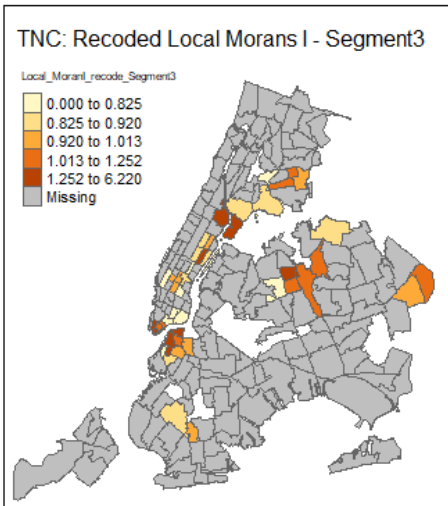 TNC: Recoded Local Morans I - Segment3
Local_MoranI_recode_Segment3
0.000 to 0.825
0.825 to 0.920
0.920 to 1.013
1.013 to 1.252
1.252 to 6.220
Missing